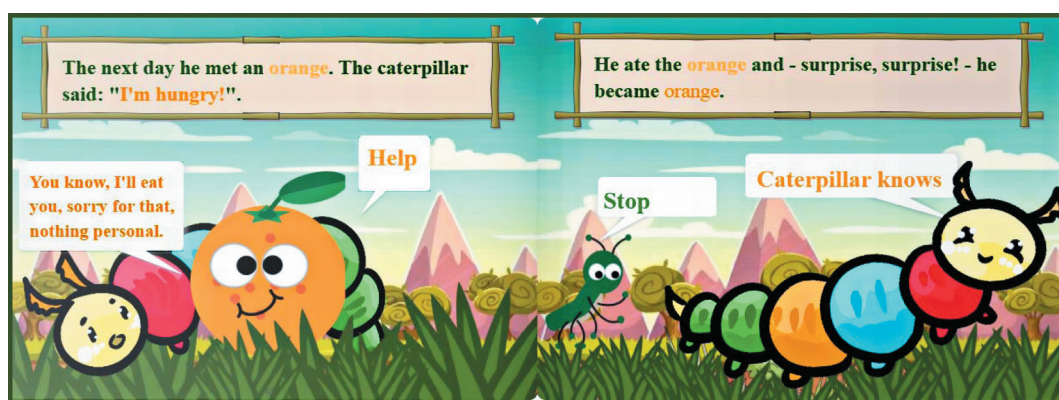 The next day he met an orange. The caterpillar
said: "I'm hungry!".
You know, I'll eat
you, sorry for that,
nothing personal.
Help
He ate the orange and - surprise, surprise! - he
became orange.
Stop
Caterpillar knows